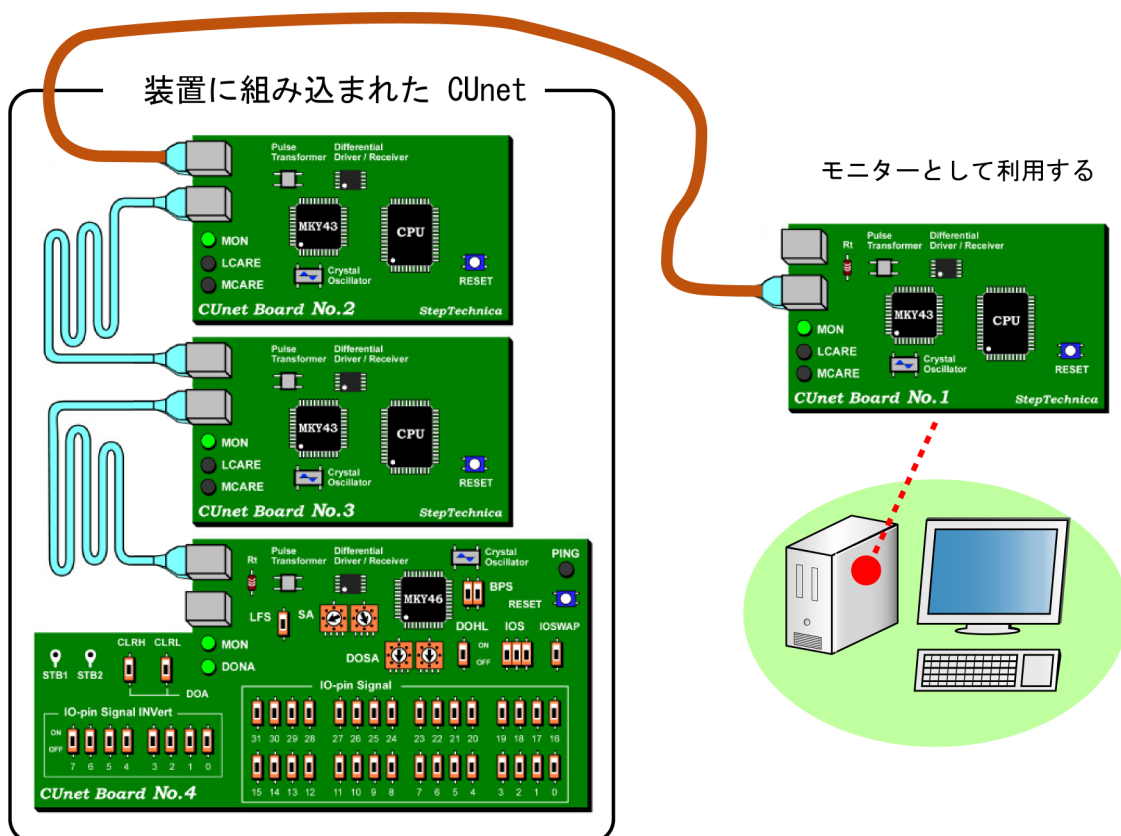 装置に組み込まれた CUnet
モニターとして利用する
Pulse Transformer
Differential Driver / Receiver
MKY43
CPU
MON
LCARE
MCARE
Crystal Oscillator
RESET
CUnet Board No.2
StepTechnica
Rt
Pulse Transformer
Differential Driver / Receiver
MKY43
CPU
MON
LCARE
MCARE
Crystal Oscillator
RESET
CUnet Board No.1
StepTechnica
Pulse Transformer
Differential Driver / Receiver
MKY43
CPU
MON
LCARE
MCARE
Crystal Oscillator
RESET
CUnet Board No.3
StepTechnica
Rt
Pulse Transformer
Differential Driver / Receiver
Crystal Oscillator
PING
MKY46
BPS
RESET
LFS
SA
DOHL
IOS
IOSWAP
ON
OFF
DOSA
MON
DONA
CLRH
CLRL
STB1
STB2
DOA
IO-pin Signal INVert
ON
OFF
7 6 5 4 3 2 1 0
IO-pin Signal
31 30 29 28 27 26 25 24 23 22 21 20 19 18 17 16
15 14 13 12 11 10 9 8 7 6 5 4 3 2 1 0
CUnet Board No.4